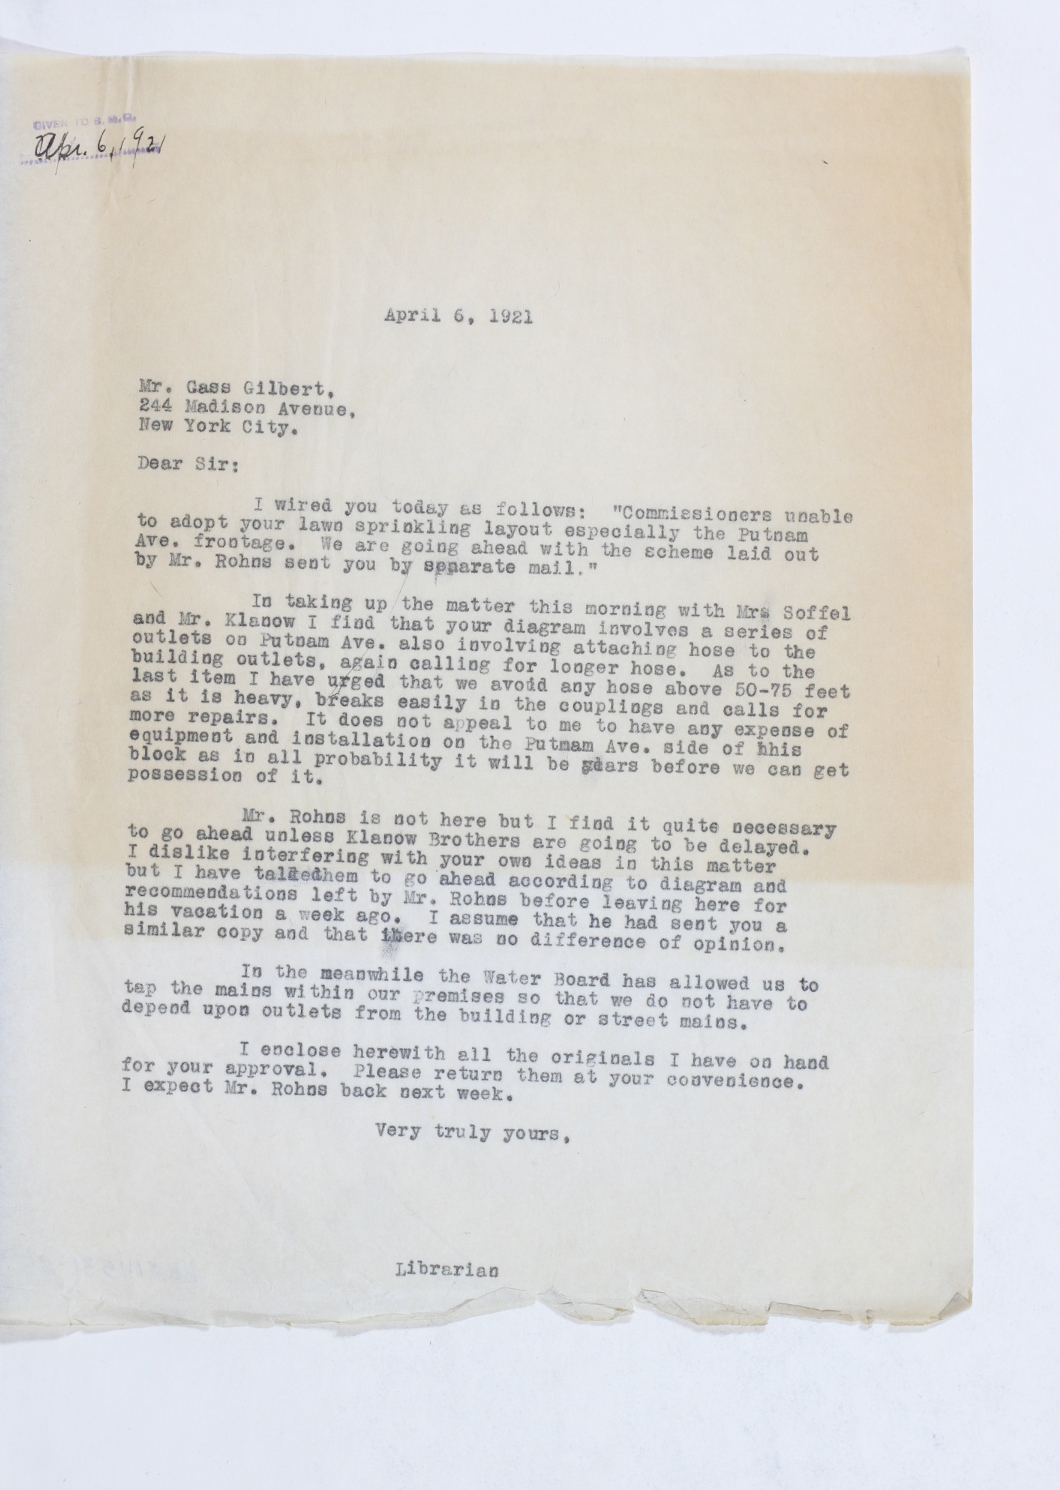 GIVEN TO S. M. O.
Apr. 6, 1921
April 6, 1921
Mr. Cass Gilbert,
244 Madison Avenue,
New York City.
Dear Sir:
I wired you today as follows: "Commissioners unable
to adopt your lawn sprinkling layout especially the Putnam
Ave. frontage. We are going ahead with the scheme laid out
by Mr. Rohns sent you by separate mail."
In taking up the matter this morning with Mrs Soffel
and Mr. Klanow I find that your diagram involves a series of
outlets on Putnam Ave. also involving attaching hose to the
building outlets, again calling for longer hose. As to the
last item I have urged that we avoid any hose above 50-75 feet
as it is heavy, breaks easily in the couplings and calls for
more repairs. It does not appeal to me to have any expense of
equipment and installation on the Putmam Ave. side of hhis
block as in all probability it will be years before we can get
possession of it.
Mr. Rohns is not here but I find it quite necessary
to go ahead unless Klanow Brothers are going to be delayed.
I dislike interfering with your own ideas in this matter
but I have them to go ahead according to diagram and
recommendations left by Mr. Rohns before leaving here for
his vacation a week ago. I assume that he had sent you a
similar copy and that there was no difference of opinion.
In the meanwhile the Water Board has allowed us to
tap the mains within our premises so that we do not have to
depend upon outlets from the building or street mains.
I enclose herewith all the originals I have on hand
for your approval. Please return them at your convenience.
I expect Mr. Rohns back next week.
Very truly yours,
Librarian